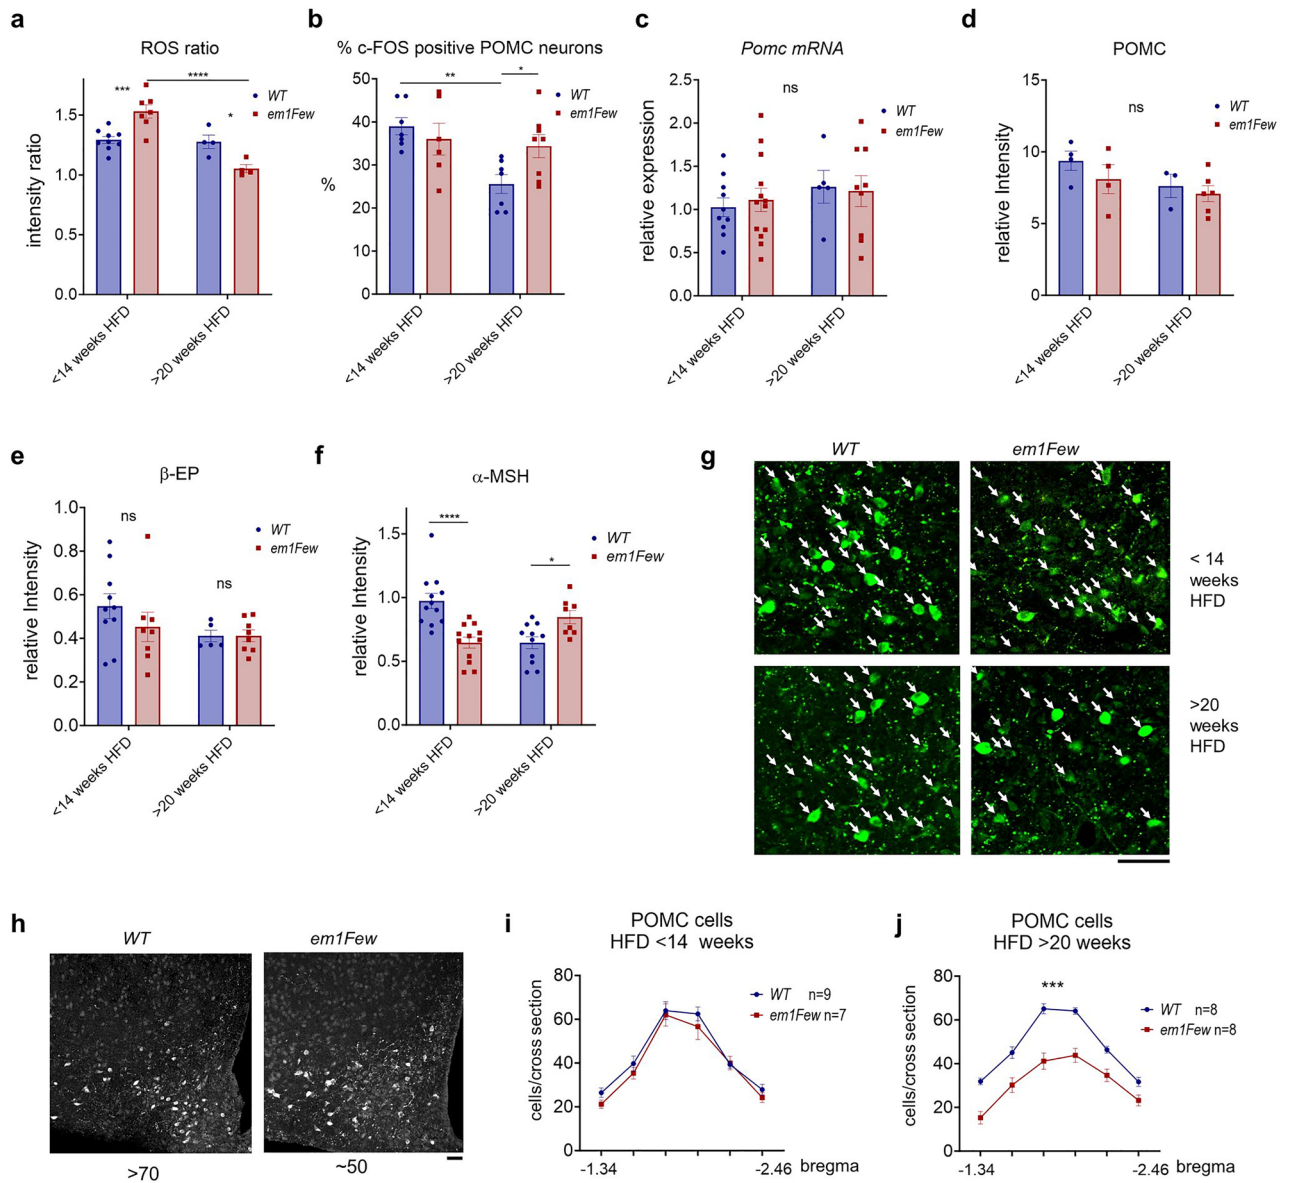 a
ROS ratio
intensity ratio
1.5
1.0
0.5
0.0
***
****
*
WT
em1Few
<14 weeks HFD
>20 weeks HFD
b
% c-FOS positive POMC neurons
%
50
40
30
20
10
0
**
*
WT
em1Few
<14 weeks HFD
>20 weeks HFD
c
Pomc mRNA
relative expression
2.5
2.0
1.5
1.0
0.5
0.0
ns
WT
em1Few
<14 weeks HFD
>20 weeks HFD
d
POMC
relative Intensity
15
10
5
0
ns
WT
em1Few
<14 weeks HFD
>20 weeks HFD
e
β-EP
relative Intensity
1.0
0.8
0.6
0.4
0.2
0.0
ns
ns
WT
em1Few
<14 weeks HFD
>20 weeks HFD
f
α-MSH
relative Intensity
1.5
1.0
0.5
0.0
****
*
WT
em1Few
<14 weeks HFD
>20 weeks HFD
g
WT
em1Few
< 14
weeks
HFD
>20
weeks
HFD
h
WT
em1Few
>70
~50
i
POMC cells
HFD <14 weeks
cells/cross section
80
60
40
20
0
WT n=9
em1Few n=7
-1.34
-2.46
bregma
j
POMC cells
HFD >20 weeks
cells/cross section
80
60
40
20
0
***
WT n=8
em1Few n=8
-1.34
-2.46
bregma